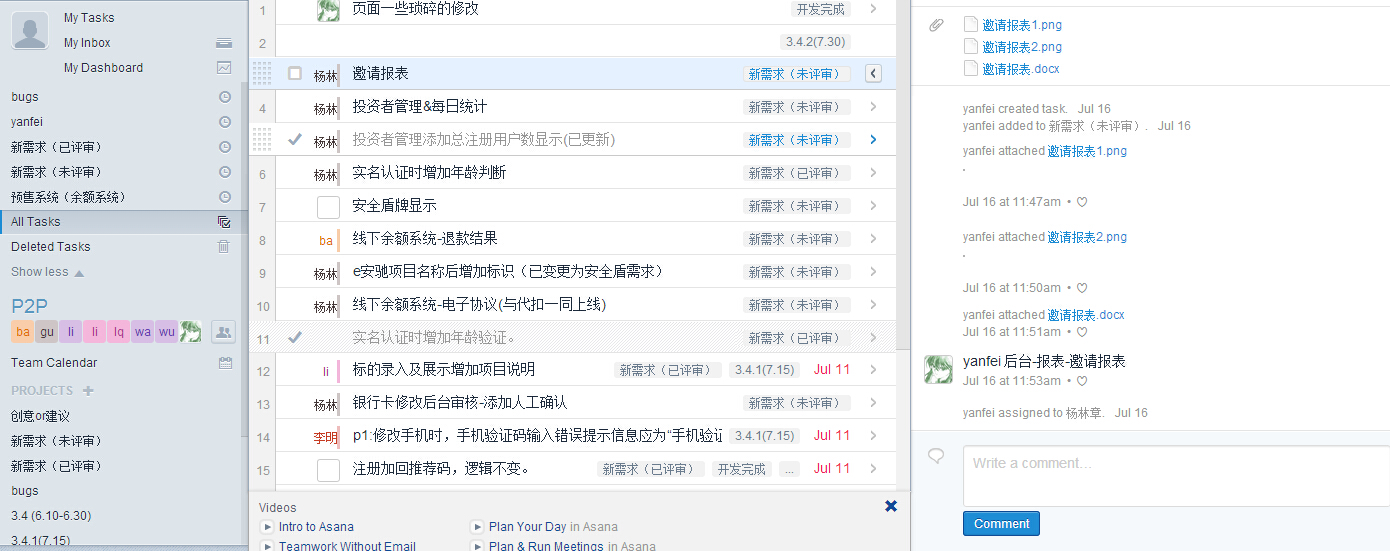 My Tasks
My Inbox
My Dashboard
bugs
yanfei
新需求（已评审）
新需求（未评审）
预售系统（余额系统）
All Tasks
Deleted Tasks
Show less
P2P
ba gu li li lq wa wu
Team Calendar
PROJECTS
创意or建议
新需求（未评审）
新需求（已评审）
bugs
3.4 (6.10-6.30)
3.4.1(7.15)
1 页面一些琐碎的修改 开发完成
2 3.4.2(7.30)
杨林 邀请报表 新需求（未评审）
4 杨林 投资者管理&每日统计 新需求（未评审）
杨林 投资者管理添加总注册用户数显示(已更新) 新需求（未评审）
6 杨林 实名认证时增加年龄判断 新需求（已评审）
7 安全盾牌显示 新需求（未评审）
8 ba 线下余额系统-退款结果 新需求（未评审）
9 杨林 e安驰项目名称后增加标识（已变更为安全盾需求） 新需求（未评审）
10 杨林 线下余额系统-电子协议(与代扣一同上线) 新需求（未评审）
11 实名认证时增加年龄验证。 新需求（已评审）
12 li 标的录入及展示增加项目说明 新需求（已评审） 3.4.1(7.15) Jul 11
13 杨林 银行卡修改后台审核-添加人工确认 新需求（未评审）
14 李明 p1:修改手机时，手机验证码输入错误提示信息应为“手机验证 3.4.1(7.15) Jul 11
15 注册加回推荐码，逻辑不变。 新需求（已评审） 开发完成 ... Jul 11
Videos
Intro to Asana
Plan Your Day in Asana
Teamwork Without Email
Plan & Run Meetings in Asana
邀请报表1.png
邀请报表2.png
邀请报表.docx
yanfei created task. Jul 16
yanfei added to 新需求（未评审）. Jul 16
yanfei attached 邀请报表1.png
.
Jul 16 at 11:47am •
yanfei attached 邀请报表2.png
.
Jul 16 at 11:50am •
yanfei attached 邀请报表.docx
Jul 16 at 11:51am •
yanfei 后台-报表-邀请报表
Jul 16 at 11:53am •
yanfei assigned to 杨林章. Jul 16
Write a comment...
Comment